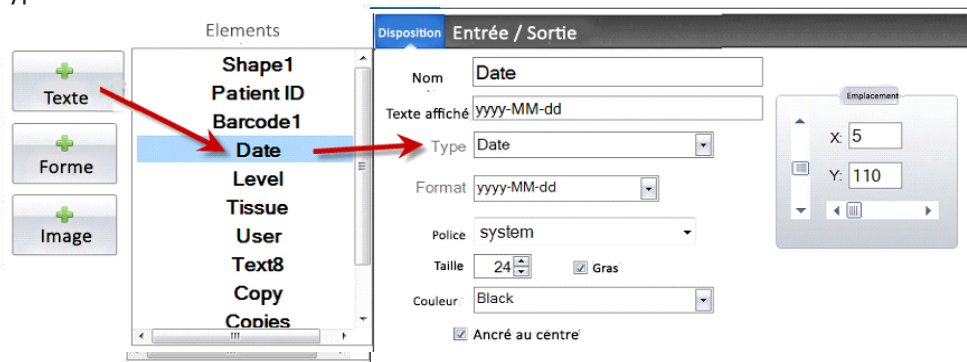 Elements
Texte
Forme
Image
Shape1
Patient ID
Barcode1
Date
Level
Tissue
User
Text8
Copy
Copies
Disposition Entrée / Sortie
Nom Date
Texte affiché yyyy-MM-dd
Type Date
Format yyyy-MM-dd
Police system
Taille 24 Gras
Couleur Black
Ancré au centre
Emplacement
X: 5
Y: 110